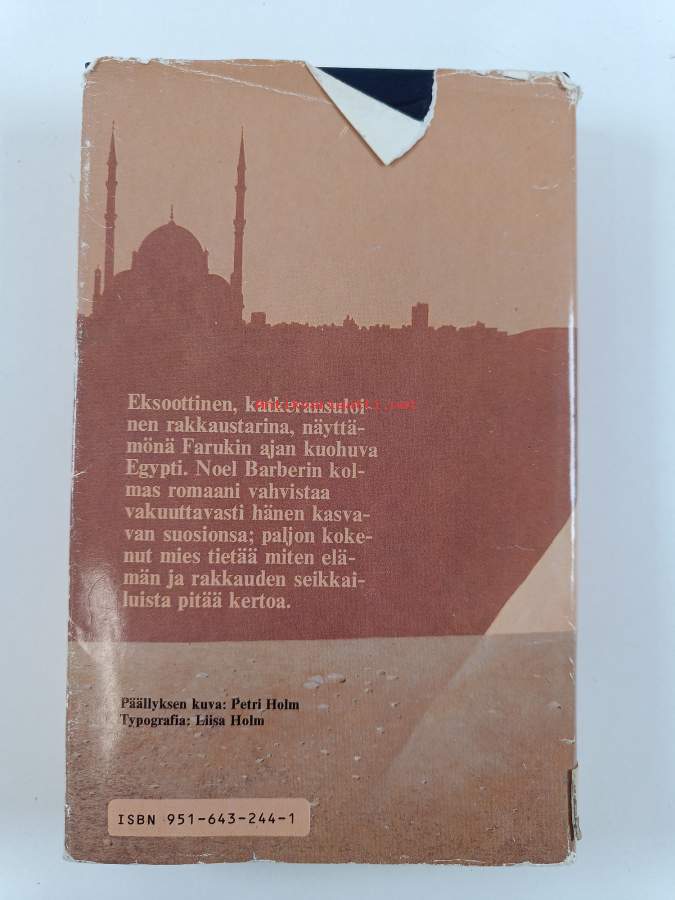 Eksoottinen, katkeransuloi-
nen rakkaustarina, näyttä-
mönä Farukin ajan kuohuva
Egypti. Noel Barberin kol-
mas romaani vahvistaa
vakuuttavasti hänen kasva-
van suosionsa; paljon koke-
nut mies tietää miten elä-
män ja rakkauden seikkai-
luista pitää kertoa.
Päällyksen kuva: Petri Holm
Typografia: Liisa Holm
ISBN 951-643-244-1